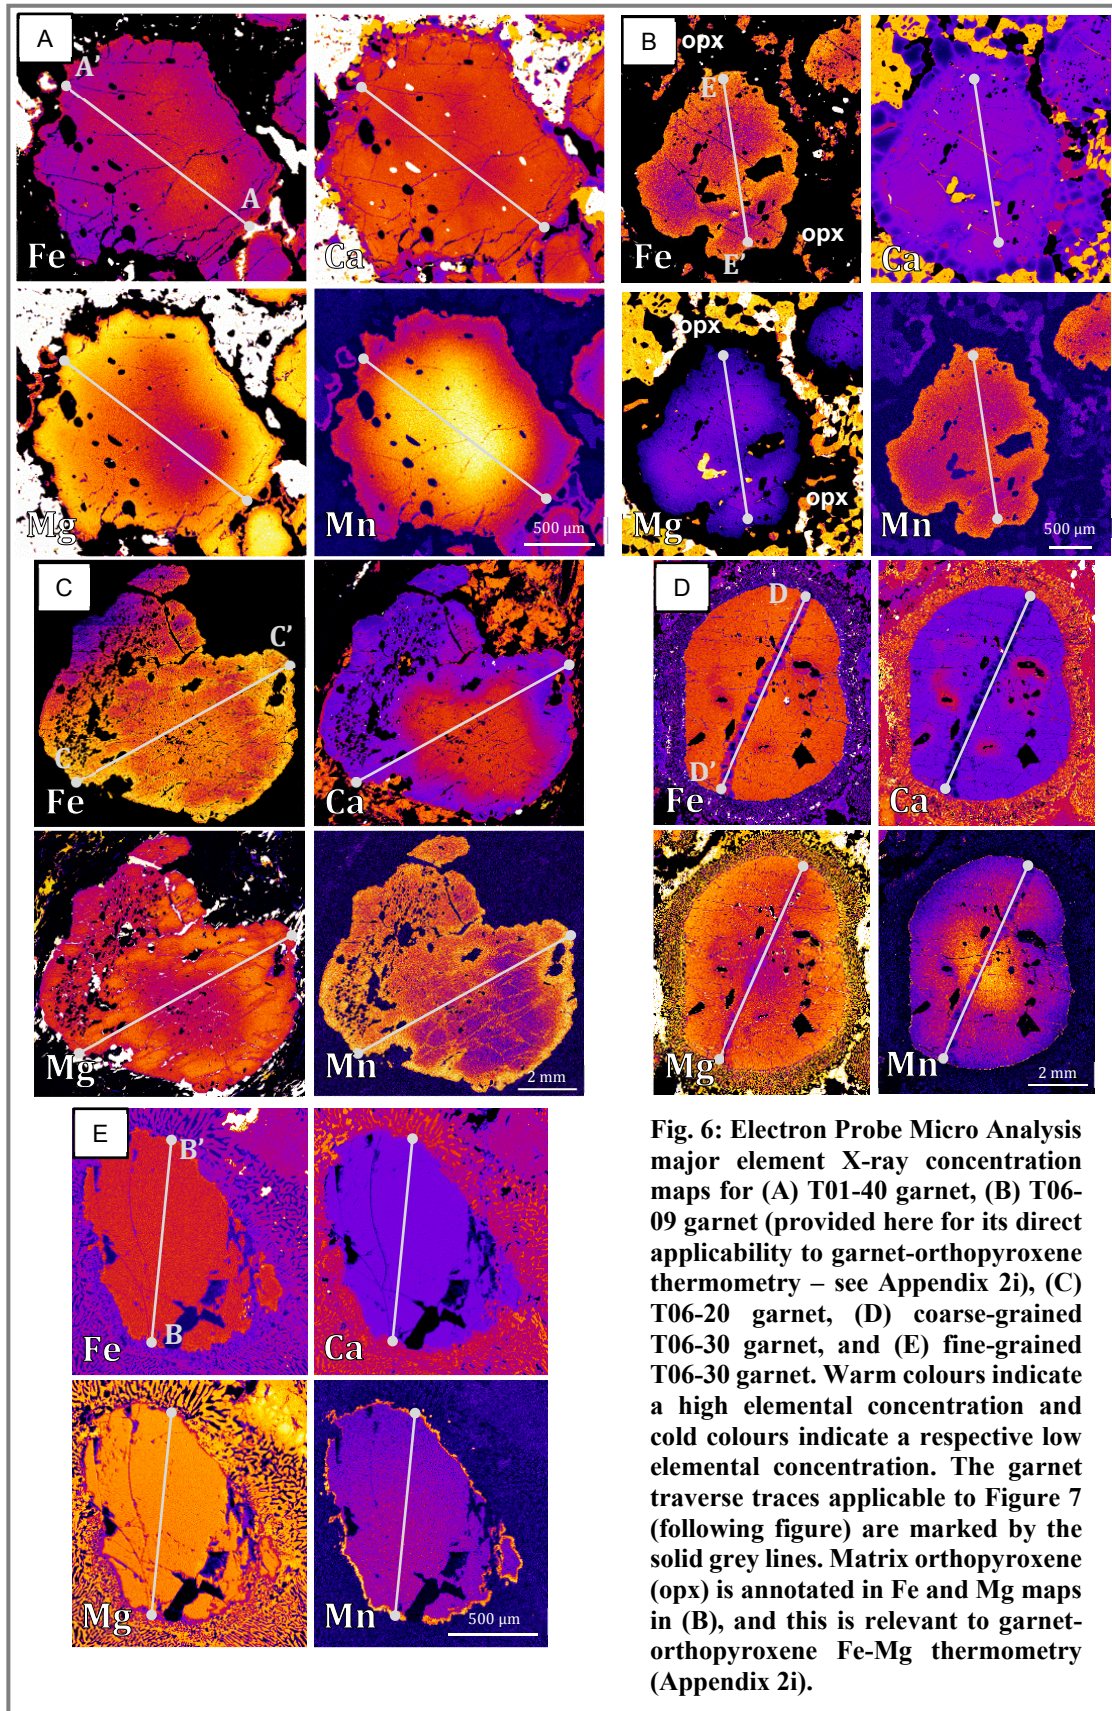 A
A'
A
Fe
Ca
Mg
Mn
500 µm
B
opx
E
opx
E'
Fe
Ca
opx
opx
Mg
Mn
500 µm
C
C'
C
Fe
Ca
Mg
Mn
2 mm
D
D
D'
Fe
Ca
Mg
Mn
2 mm
E
B'
B
Fe
Ca
Mg
Mn
500 µm
Fig. 6: Electron Probe Micro Analysis
major element X-ray concentration
maps for (A) T01-40 garnet, (B) T06-
09 garnet (provided here for its direct
applicability to garnet-orthopyroxene
thermometry – see Appendix 2i), (C)
T06-20 garnet, (D) coarse-grained
T06-30 garnet, and (E) fine-grained
T06-30 garnet. Warm colours indicate
a high elemental concentration and
cold colours indicate a respective low
elemental concentration. The garnet
traverse traces applicable to Figure 7
(following figure) are marked by the
solid grey lines. Matrix orthopyroxene
(opx) is annotated in Fe and Mg maps
in (B), and this is relevant to garnet-
orthopyroxene Fe-Mg thermometry
(Appendix 2i).